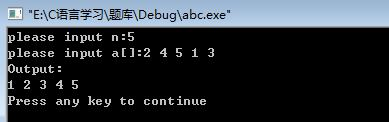 "E:\C语言学习\题库\Debug\abc.exe"
please input n:5
please input a[]:2 4 5 1 3
Output:
1 2 3 4 5
Press any key to continue